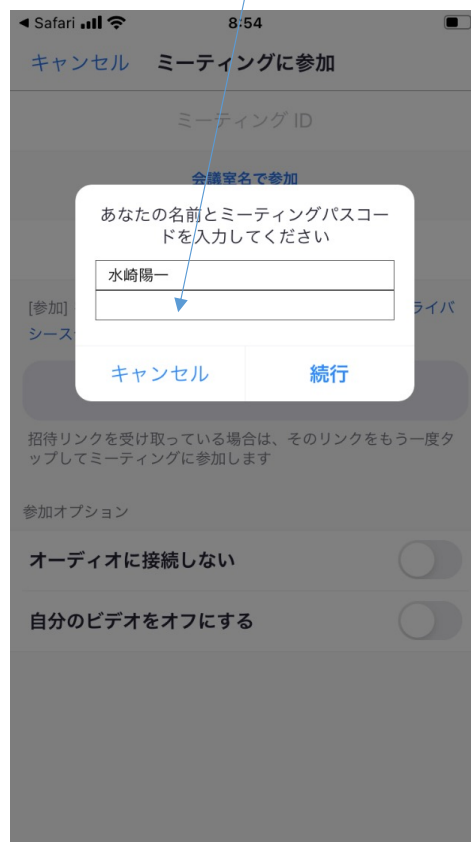 ◀ Safari 8:54
キャンセル ミーティングに参加
ミーティング ID
会議室名で参加
あなたの名前とミーティングパスコー
ドを入力してください
水崎陽一
[参加] ライバ
シース
キャンセル 続行
招待リンクを受け取っている場合は、そのリンクをもう一度タ
ップしてミーティングに参加します
参加オプション
オーディオに接続しない
自分のビデオをオフにする